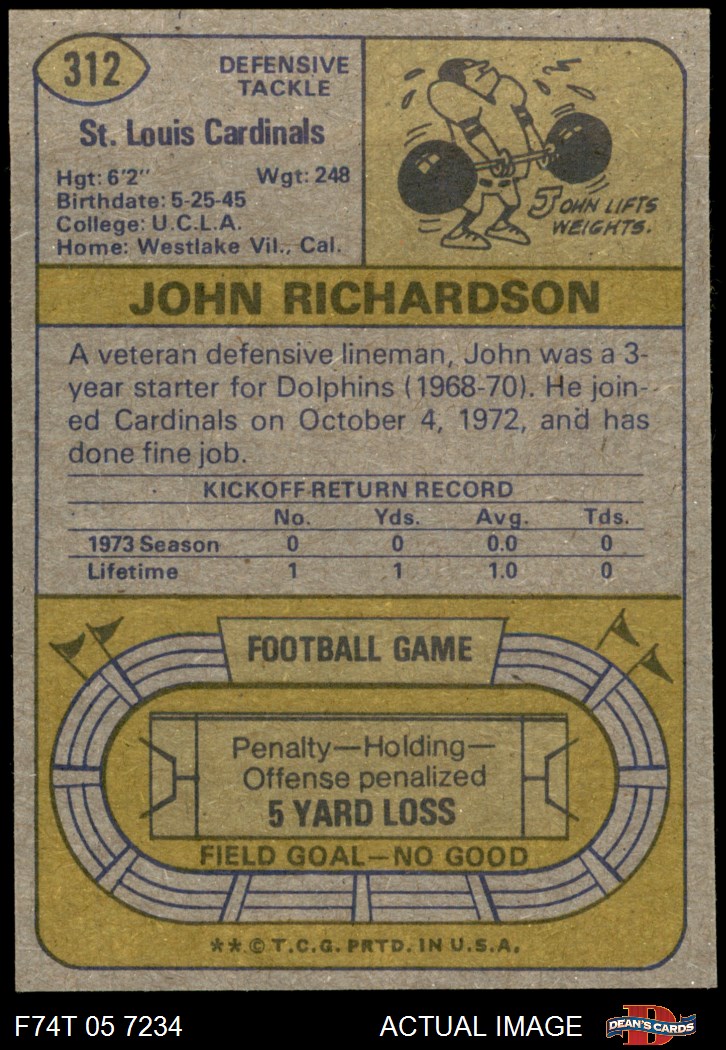 312
DEFENSIVE
TACKLE
St. Louis Cardinals
Hgt: 6'2" Wgt: 248
Birthdate: 5-25-45
College: U.C.L.A.
Home: Westlake Vil., Cal.
JOHN LIFTS
WEIGHTS.
JOHN RICHARDSON
A veteran defensive lineman, John was a 3-
year starter for Dolphins (1968-70). He join-
ed Cardinals on October 4, 1972, and has
done fine job.
KICKOFF-RETURN RECORD
No. Yds. Avg. Tds.
1973 Season 0 0 0.0 0
Lifetime 1 1 1.0 0
FOOTBALL GAME
Penalty—Holding—
Offense penalized
5 YARD LOSS
FIELD GOAL—NO GOOD
**© T.C.G. PRTD. IN U.S.A.
F74T 05 7234 ACTUAL IMAGE D DEAN'S CARDS